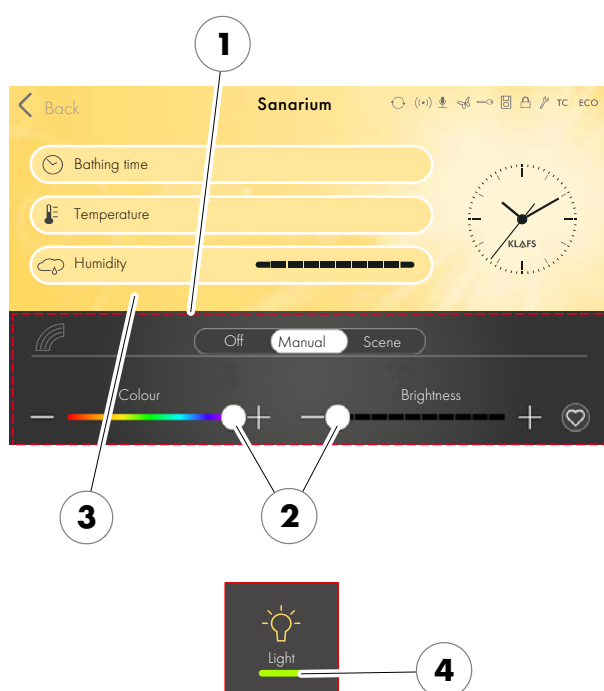 1
Back Sanarium TC ECO
Bathing time
Temperature
Humidity
KLAFS
Off Manual Scene
Colour Brightness
3 2
Light
4